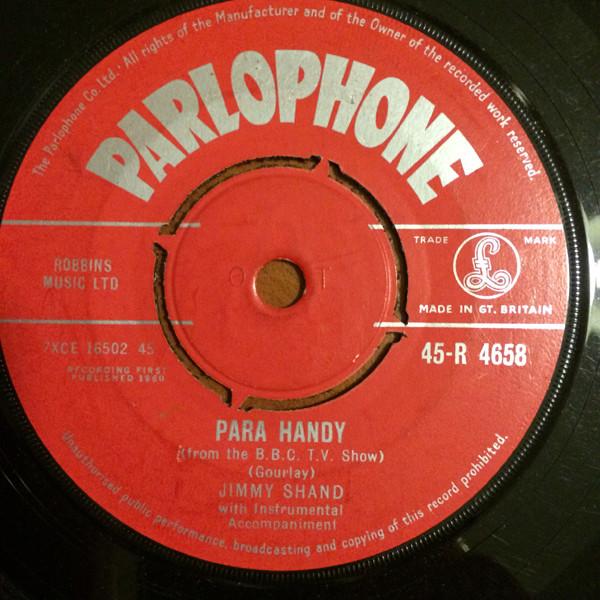 The Parlophone Co. Ltd. · All rights of the Manufacturer and of the Owner of the recorded work reserved.
PARLOPHONE
ROBBINS
MUSIC LTD
TRADE MARK
£
MADE IN GT. BRITAIN
7XCE 16502 45
RECORDING FIRST
PUBLISHED 1960
45-R 4658
PARA HANDY
(from the B.B.C. T.V. Show)
(Gourlay)
JIMMY SHAND
with Instrumental
Accompaniment
Unauthorised public performance, broadcasting and copying of this record prohibited.